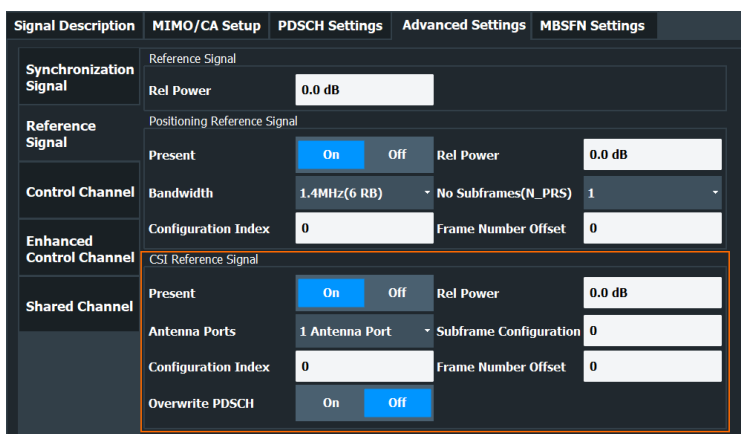 Signal Description MIMO/CA Setup PDSCH Settings Advanced Settings MBSFN Settings
Synchronization
Signal
Reference
Signal
Control Channel
Enhanced
Control Channel
Shared Channel
Reference Signal
Rel Power 0.0 dB
Positioning Reference Signal
Present On Off Rel Power 0.0 dB
Bandwidth 1.4MHz(6 RB) No Subframes(N_PRS) 1
Configuration Index 0 Frame Number Offset 0
CSI Reference Signal
Present On Off Rel Power 0.0 dB
Antenna Ports 1 Antenna Port Subframe Configuration 0
Configuration Index 0 Frame Number Offset 0
Overwrite PDSCH On Off